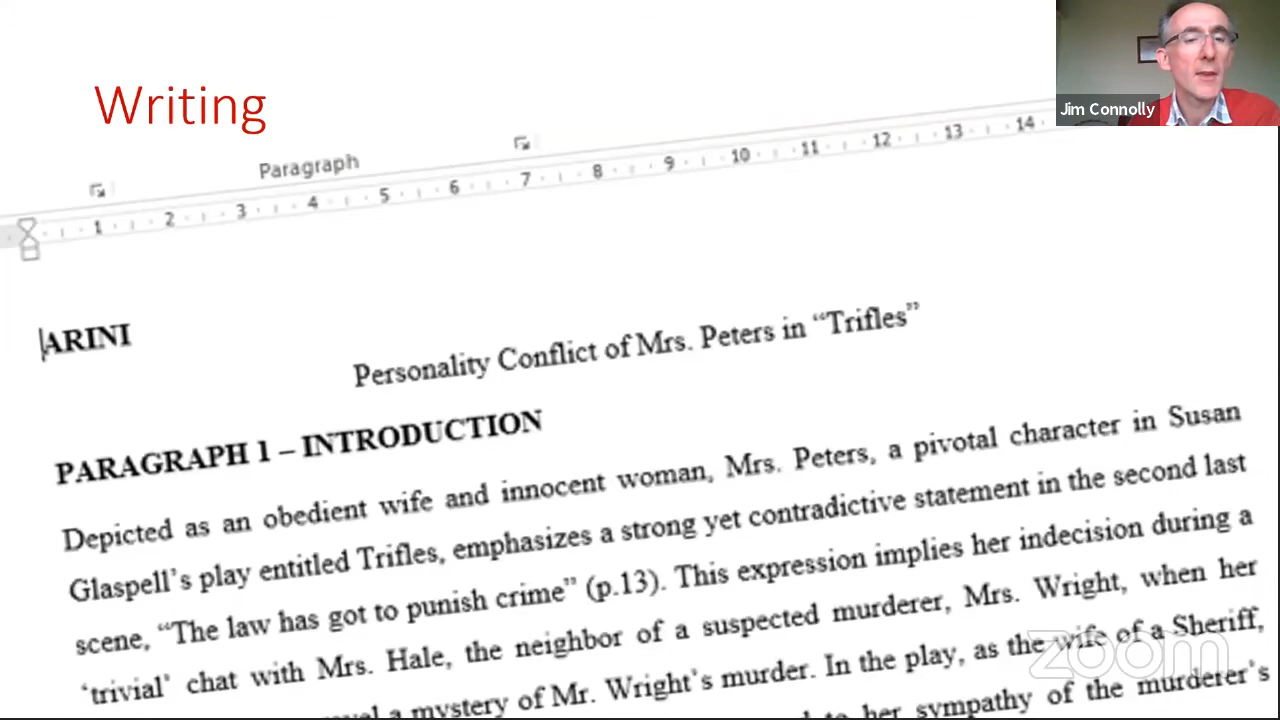 Writing
Jim Connolly
Paragraph
1 2 3 4 5 6 7 8 9 10 11 12 13 14
ARINI
Personality Conflict of Mrs. Peters in “Trifles”
PARAGRAPH 1 – INTRODUCTION
Depicted as an obedient wife and innocent woman, Mrs. Peters, a pivotal character in Susan
Glaspell’s play entitled Trifles, emphasizes a strong yet contradictive statement in the second last
scene, “The law has got to punish crime” (p.13). This expression implies her indecision during a
‘trivial’ chat with Mrs. Hale, the neighbor of a suspected murderer, Mrs. Wright, when her
a mystery of Mr. Wright’s murder. In the play, as the wife of a Sheriff,
to her sympathy of the murderer’s
zoom